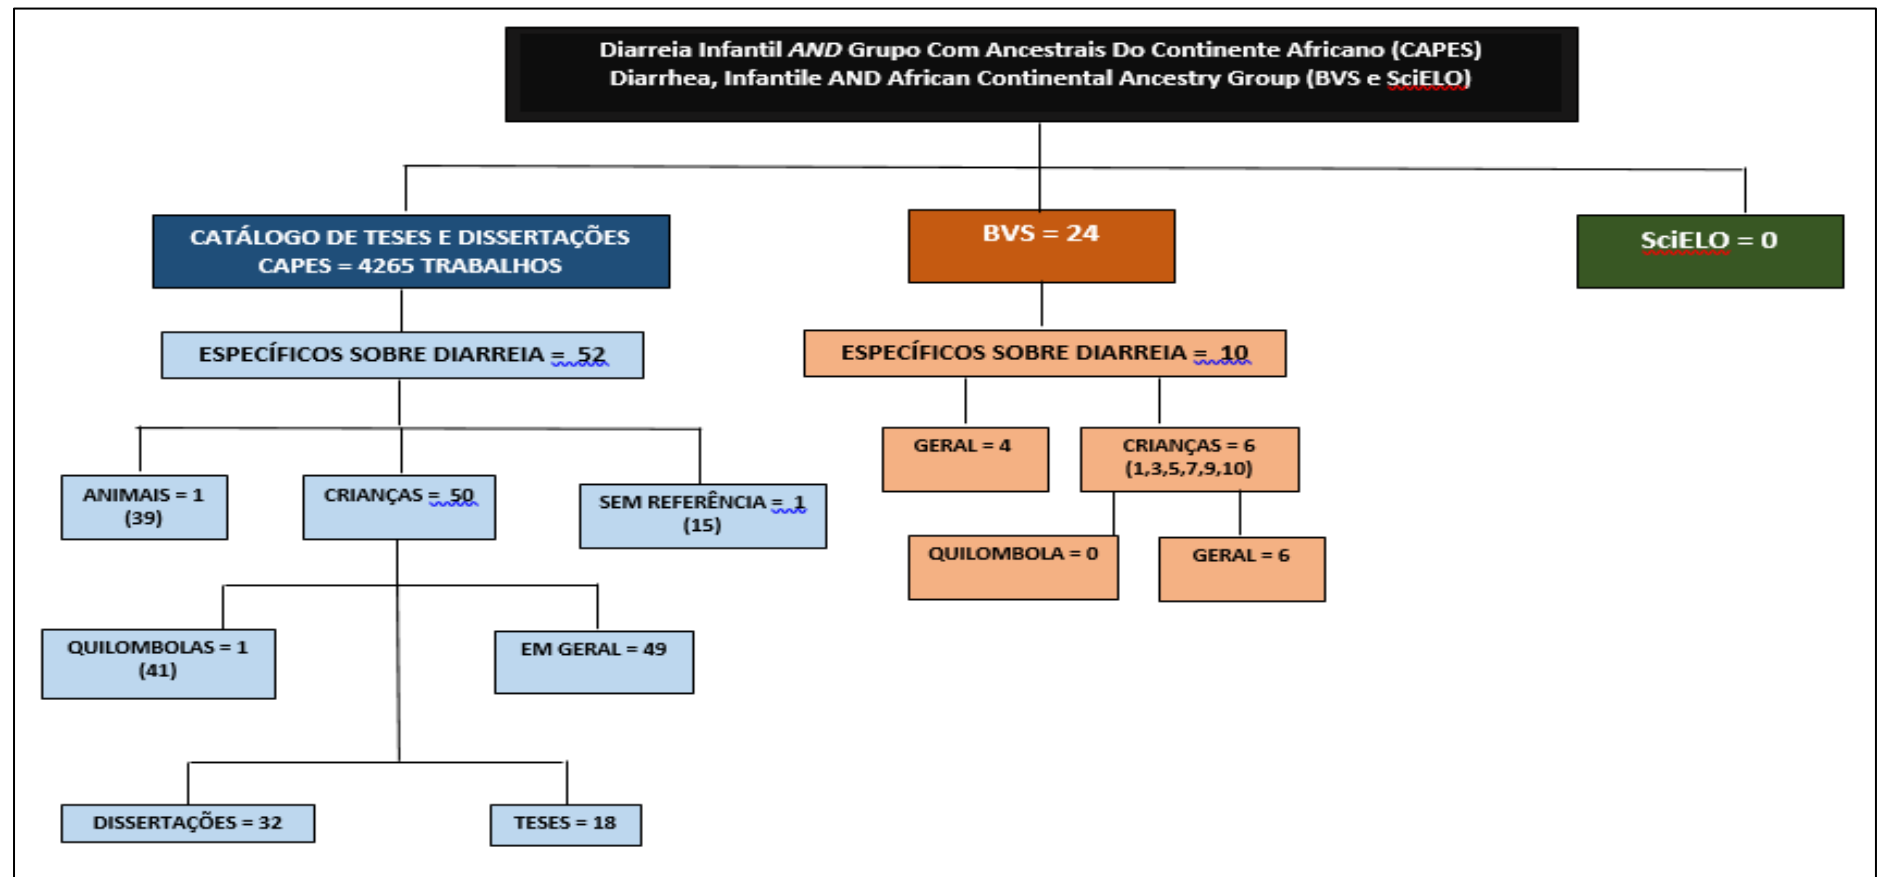 Diarreia Infantil AND Grupo Com Ancestrais Do Continente Africano (CAPES)
Diarrhea, Infantile AND African Continental Ancestry Group (BVS e SciELO)
CATÁLOGO DE TESES E DISSERTAÇÕES
CAPES = 4265 TRABALHOS
BVS = 24
SciELO = 0
ESPECÍFICOS SOBRE DIARREIA = 52
ESPECÍFICOS SOBRE DIARREIA = 10
ANIMAIS = 1
(39)
CRIANÇAS = 50
SEM REFERÊNCIA = 1
(15)
GERAL = 4
CRIANÇAS = 6
(1,3,5,7,9,10)
QUILOMBOLA = 0
GERAL = 6
QUILOMBOLAS = 1
(41)
EM GERAL = 49
DISSERTAÇÕES = 32
TESES = 18